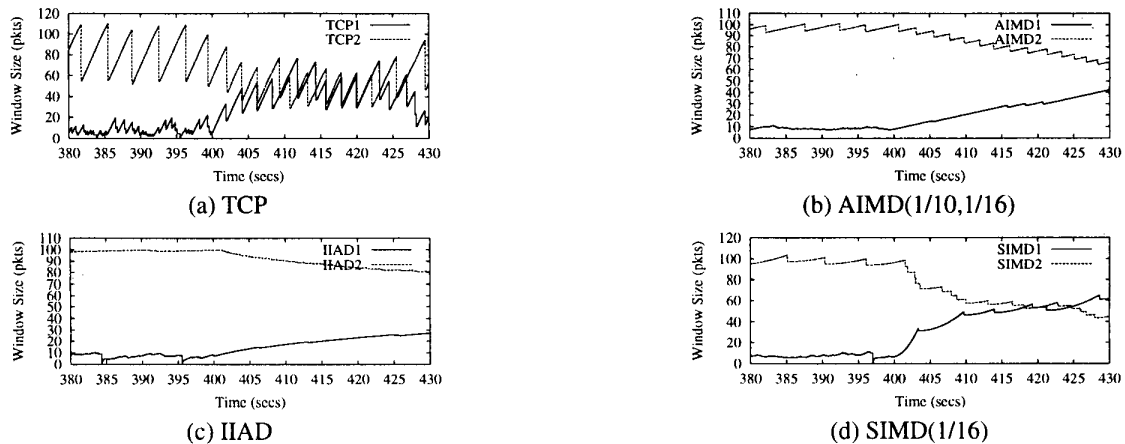 120
100
80
60
40
20
0
Window Size (pkts)
TCP1
TCP2
380 385 390 395 400 405 410 415 420 425 430
Time (secs)
(a) TCP
110
100
90
80
70
60
50
40
30
20
10
0
Window Size (pkts)
AIMD1
AIMD2
380 385 390 395 400 405 410 415 420 425 430
Time (secs)
(b) AIMD(1/10,1/16)
110
100
90
80
70
60
50
40
30
20
10
0
Window Size (pkts)
IIAD1
IIAD2
380 385 390 395 400 405 410 415 420 425 430
Time (secs)
(c) IIAD
120
100
80
60
40
20
0
Window Size (pkts)
SIMD1
SIMD2
380 385 390 395 400 405 410 415 420 425 430
Time (secs)
(d) SIMD(1/16)